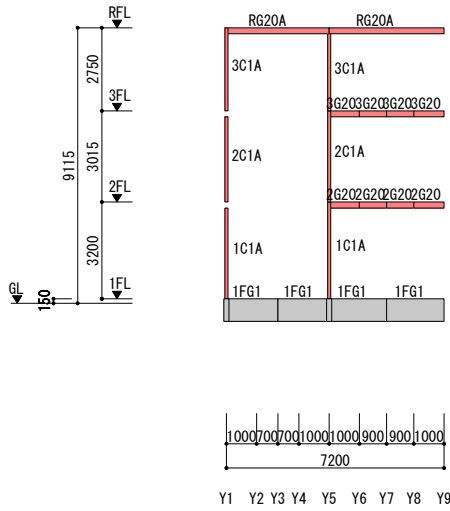 RFL
RG20A RG20A
2750
3C1A 3C1A
3FL
3G20 3G20 3G20 3G20
9115
3015
2C1A 2C1A
2FL
2G20 2G20 2G20 2G20
3200
1C1A 1C1A
GL
1FL
150
1FG1 1FG1 1FG1 1FG1
1000 700 700 1000 1000 900 900 1000
7200
Y1 Y2 Y3 Y4 Y5 Y6 Y7 Y8 Y9